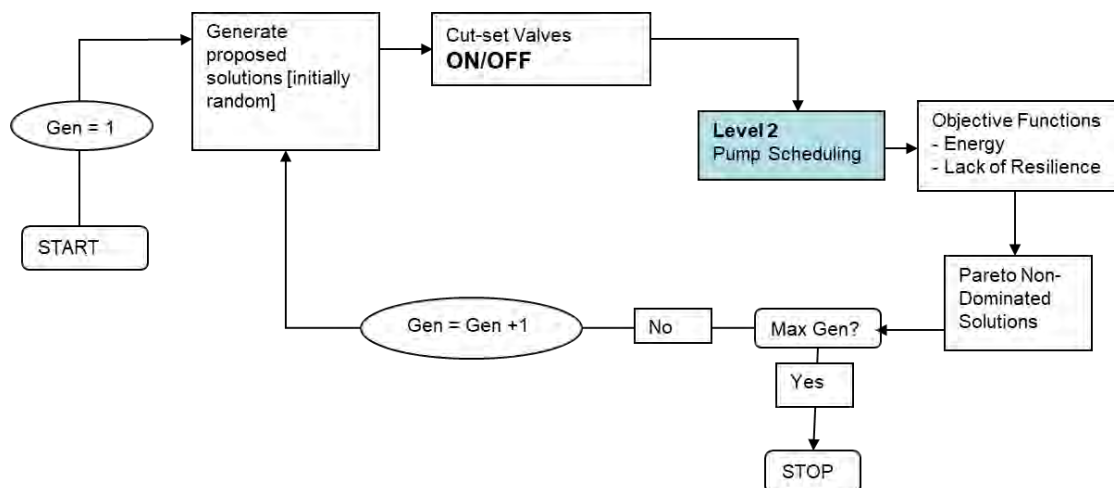 Generate
proposed
solutions [initially
random]
Cut-set Valves
ON/OFF
Gen = 1
START
Level 2
Pump Scheduling
Objective Functions
- Energy
- Lack of Resilience
Pareto Non-
Dominated
Solutions
Max Gen?
No
Gen = Gen +1
Yes
STOP